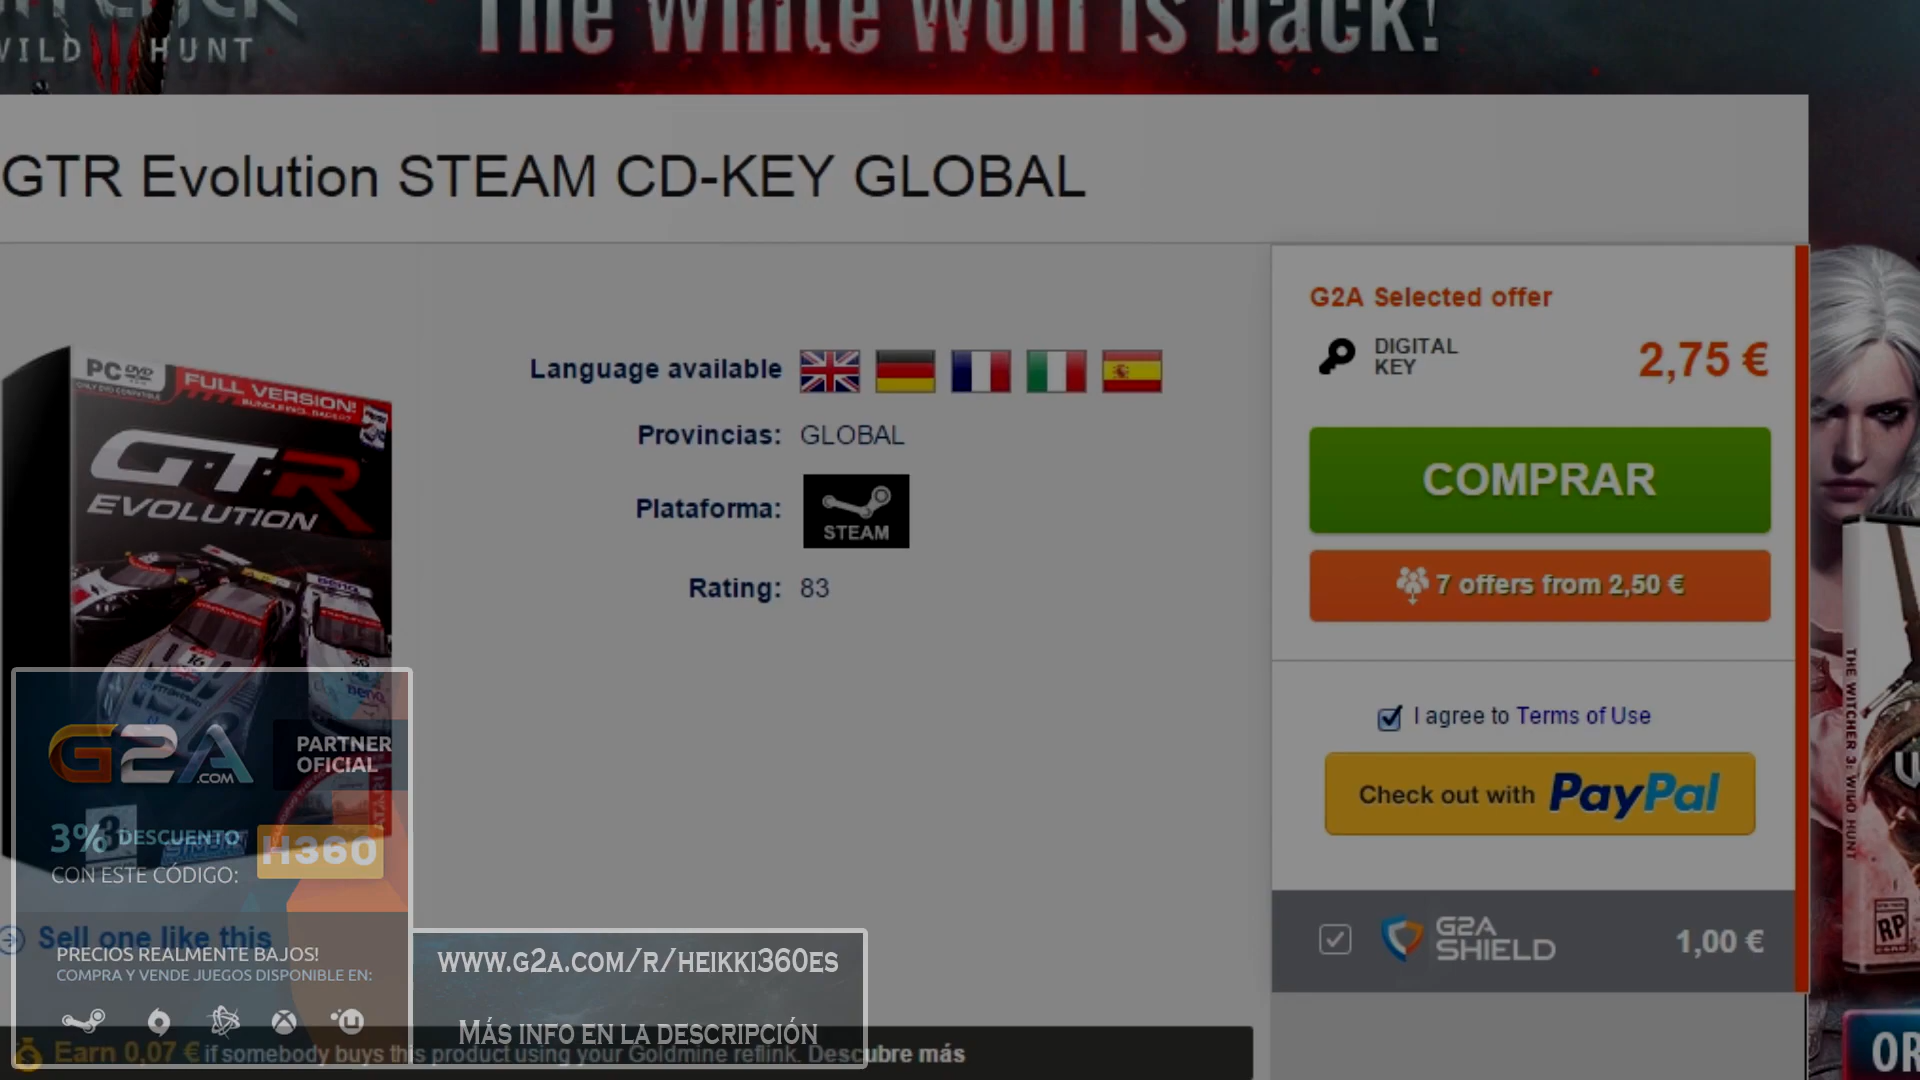 WILD HUNT
The White Wolf is back!
GTR Evolution STEAM CD-KEY GLOBAL
PC DVD
ONLY DVD COMPATIBLE
FULL VERSION!
GTR
EVOLUTION
Language available
Provincias: GLOBAL
Plataforma: STEAM
Rating: 83
G2A Selected offer
DIGITAL
KEY
2,75 €
COMPRAR
7 offers from 2,50 €
I agree to Terms of Use
Check out with PayPal
G2A
SHIELD
1,00 €
THE WITCHER 3: WILD HUNT
RP
OR
G2A
.COM
PARTNER
OFICIAL
3% DESCUENTO
CON ESTE CÓDIGO:
H360
Sell one like this
PRECIOS REALMENTE BAJOS!
COMPRA Y VENDE JUEGOS DISPONIBLE EN:
WWW.G2A.COM/R/HEIKKI360ES
MÁS INFO EN LA DESCRIPCIÓN
Earn 0,07 € if somebody buys this product using your Goldmine reflink. Descubre más